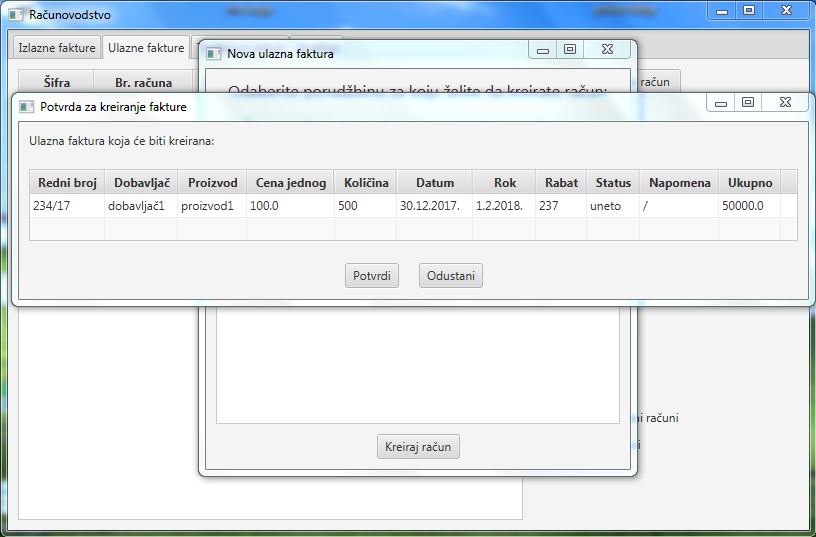 Računovodstvo
Izlazne fakture Ulazne fakture
Nova ulazna faktura
Šifra Br. računa
račun
Odaberite porudžbinu za koju želite da kreirate račun:
Potvrda za kreiranje fakture
Ulazna faktura koja će biti kreirana:
Redni broj Dobavljač Proizvod Cena jednog Količina Datum Rok Rabat Status Napomena Ukupno
234/17 dobavljač1 proizvod1 100.0 500 30.12.2017. 1.2.2018. 237 uneto / 50000.0
Potvrdi Odustani
računi
Kreiraj račun